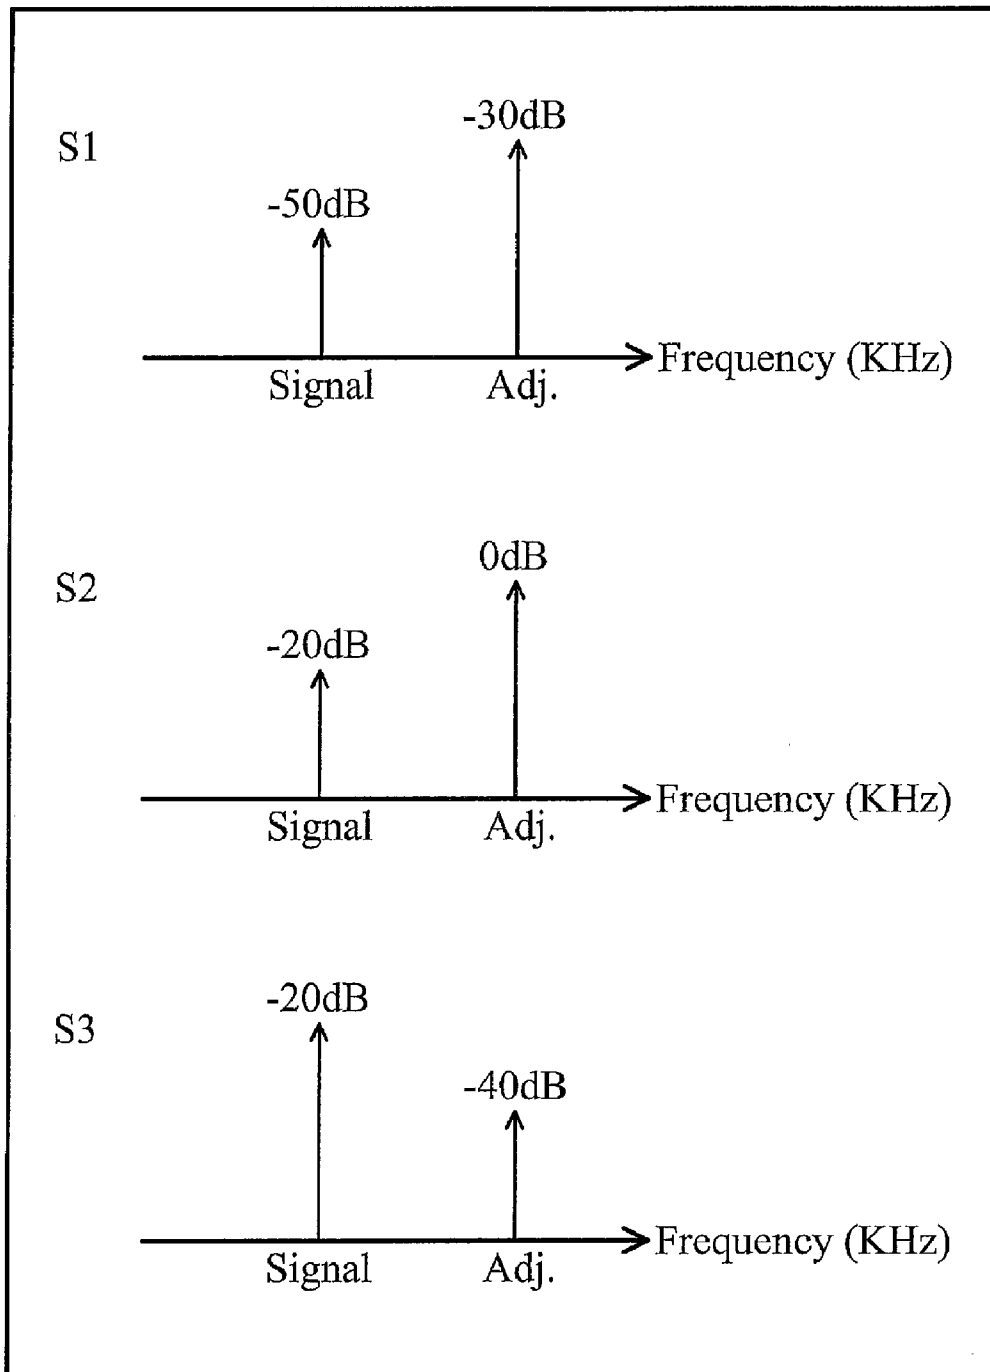 S1
-30dB
-50dB
Frequency (KHz)
Signal
Adj.
S2
0dB
-20dB
Frequency (KHz)
Signal
Adj.
S3
-20dB
-40dB
Frequency (KHz)
Signal
Adj.